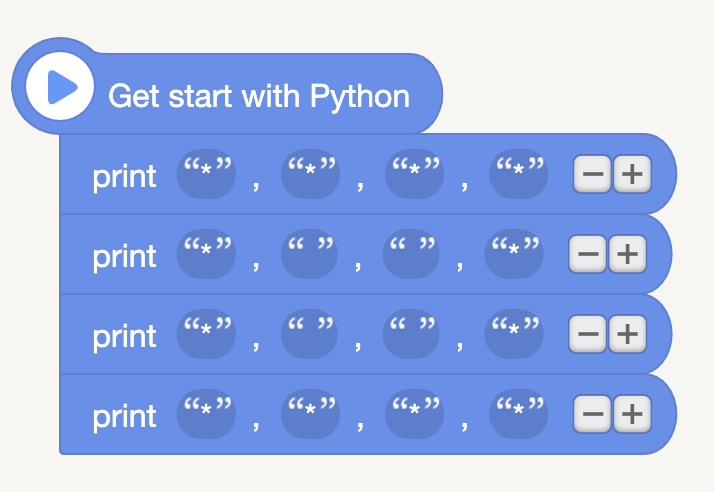 Get start with Python
print “*” , “*” , “*” , “*” − +
print “*” , “ ” , “ ” , “*” − +
print “*” , “ ” , “ ” , “*” − +
print “*” , “*” , “*” , “*” − +